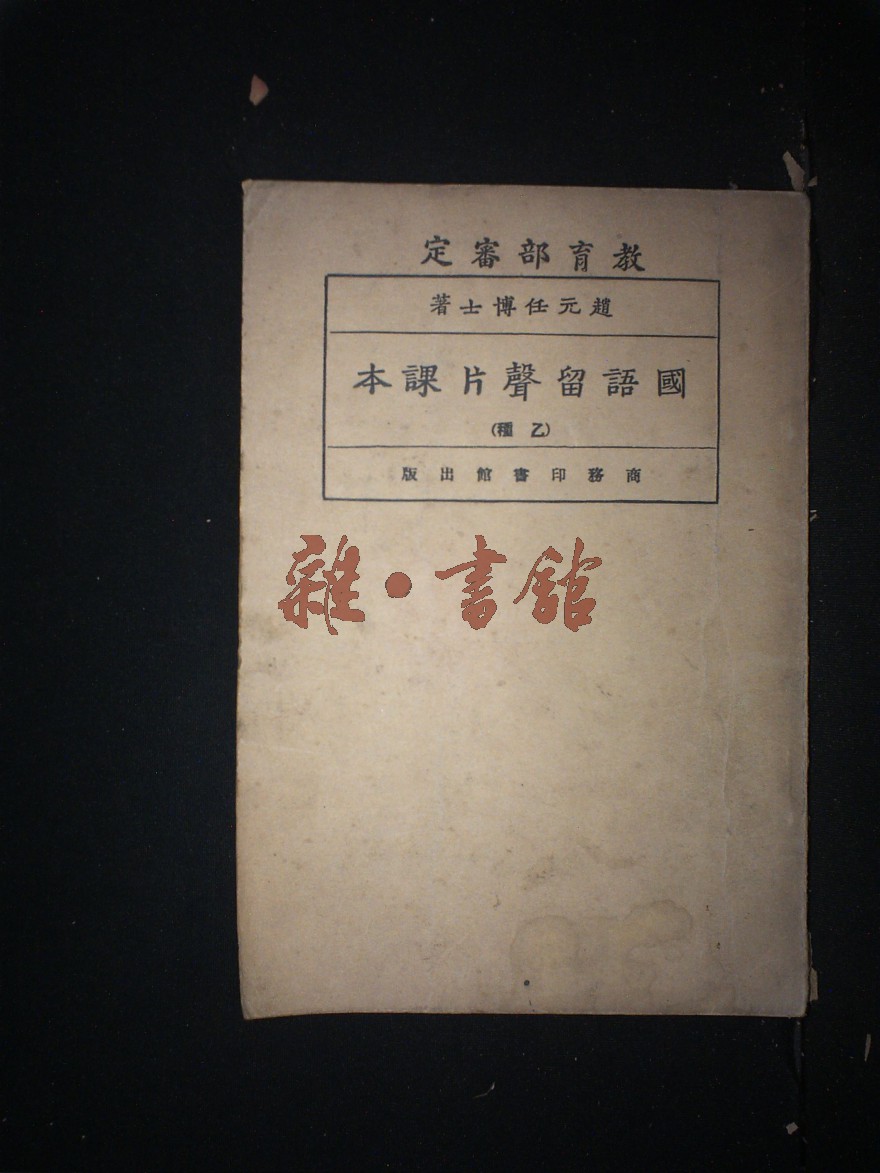 教育部審定
趙元任博士著
國語留聲片課本
(乙種)
商務印書館出版
雜·書館